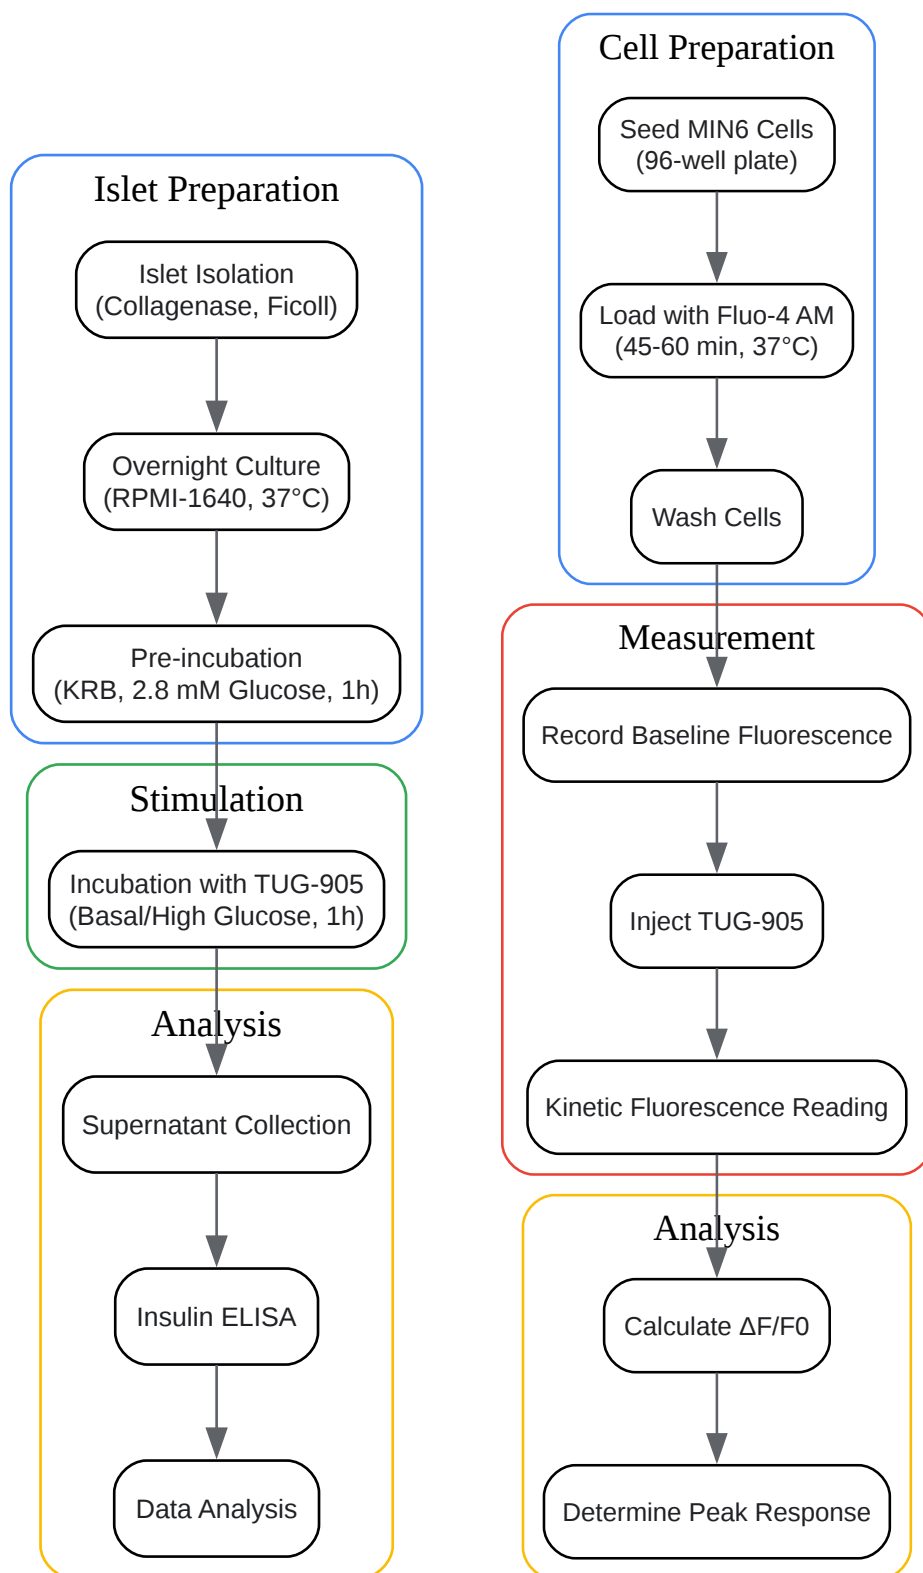 Islet Preparation
Islet Isolation
(Collagenase, Ficoll)
Overnight Culture
(RPMI-1640, 37°C)
Pre-incubation
(KRB, 2.8 mM Glucose, 1h)
Stimulation
Incubation with TUG-905
(Basal/High Glucose, 1h)
Analysis
Supernatant Collection
Insulin ELISA
Data Analysis
Cell Preparation
Seed MIN6 Cells
(96-well plate)
Load with Fluo-4 AM
(45-60 min, 37°C)
Wash Cells
Measurement
Record Baseline Fluorescence
Inject TUG-905
Kinetic Fluorescence Reading
Analysis
Calculate ΔF/F0
Determine Peak Response